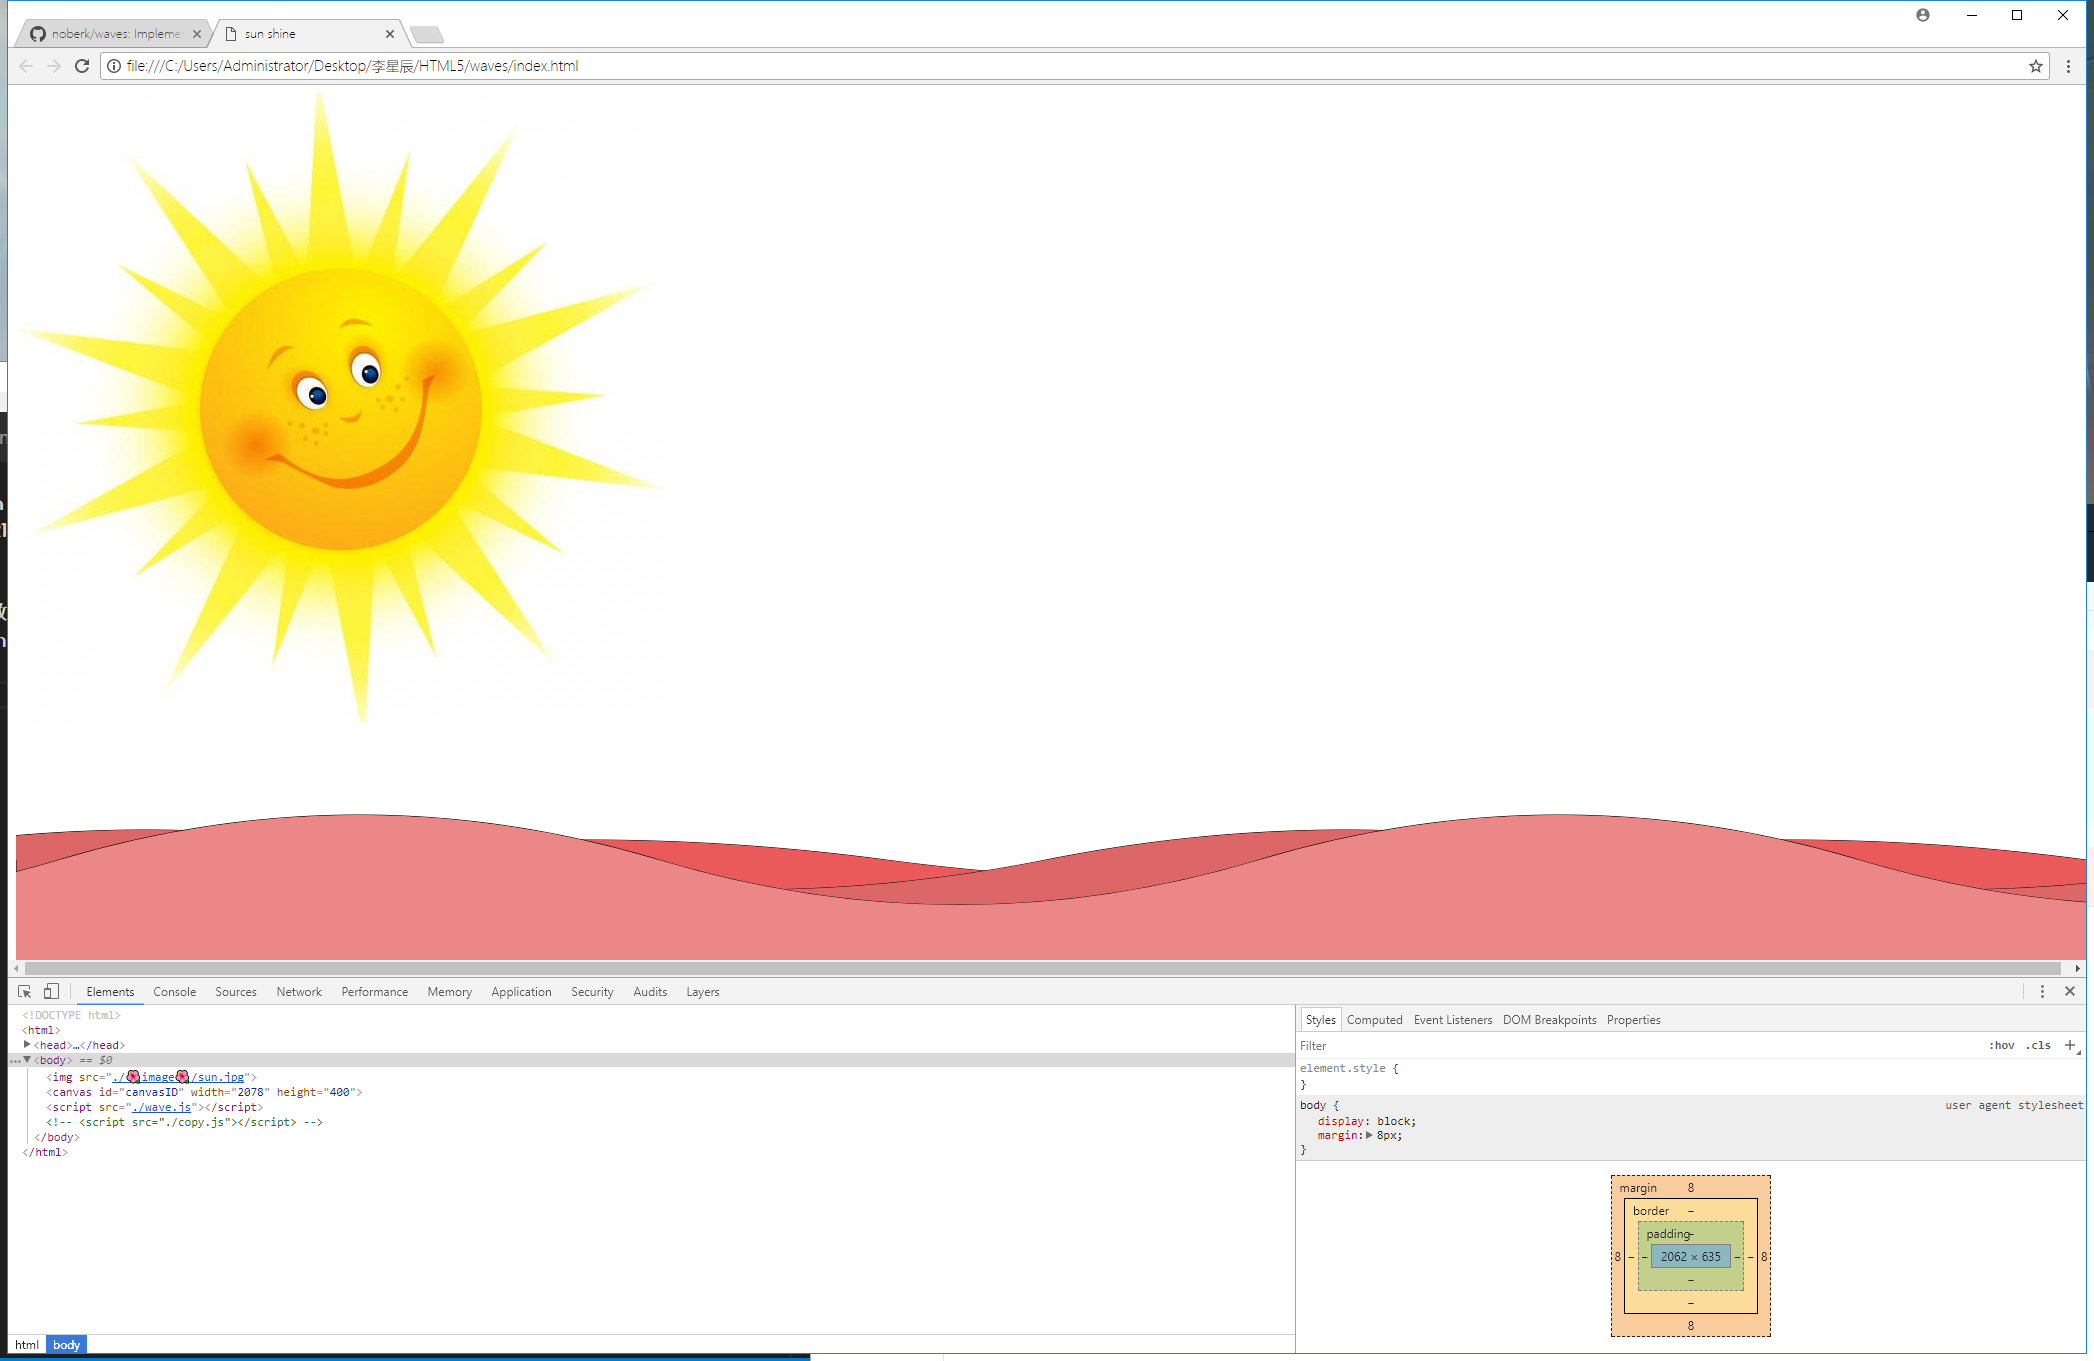 noberk/waves: Impleme
sun shine
file:///C:/Users/Administrator/Desktop/李星辰/HTML5/waves/index.html
Elements Console Sources Network Performance Memory Application Security Audits Layers
<!DOCTYPE html>
<html>
<head>…</head>
<body> == $0
<img src="./🌺image🌺/sun.jpg">
<canvas id="canvasID" width="2078" height="400">
<script src="./wave.js"></script>
<!-- <script src="./copy.js"></script> -->
</body>
</html>
html body
Styles Computed Event Listeners DOM Breakpoints Properties
Filter :hov .cls +
element.style {
}
body { user agent stylesheet
display: block;
margin: 8px;
}
margin 8
border –
padding –
8 – – 2062 × 635 – – 8
–
–
8